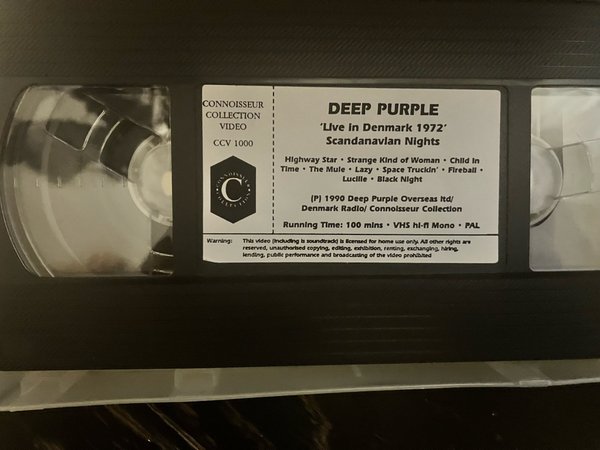 CONNOISSEUR
COLLECTION
VIDEO
CCV 1000
C
DEEP PURPLE
'Live in Denmark 1972'
Scandanavian Nights
Highway Star • Strange Kind of Woman • Child in
Time • The Mule • Lazy • Space Truckin' • Fireball •
Lucille • Black Night
(P) 1990 Deep Purple Overseas ltd/
Denmark Radio/ Connoisseur Collection
Running Time: 100 mins • VHS hi-fi Mono • PAL
Warning: This video (including is soundtrack) is licensed for home use only. All other rights are
reserved, unauthorised copying, editing, exhibition, renting, exchanging, hiring,
lending, public performance and broadcasting of the video prohibited